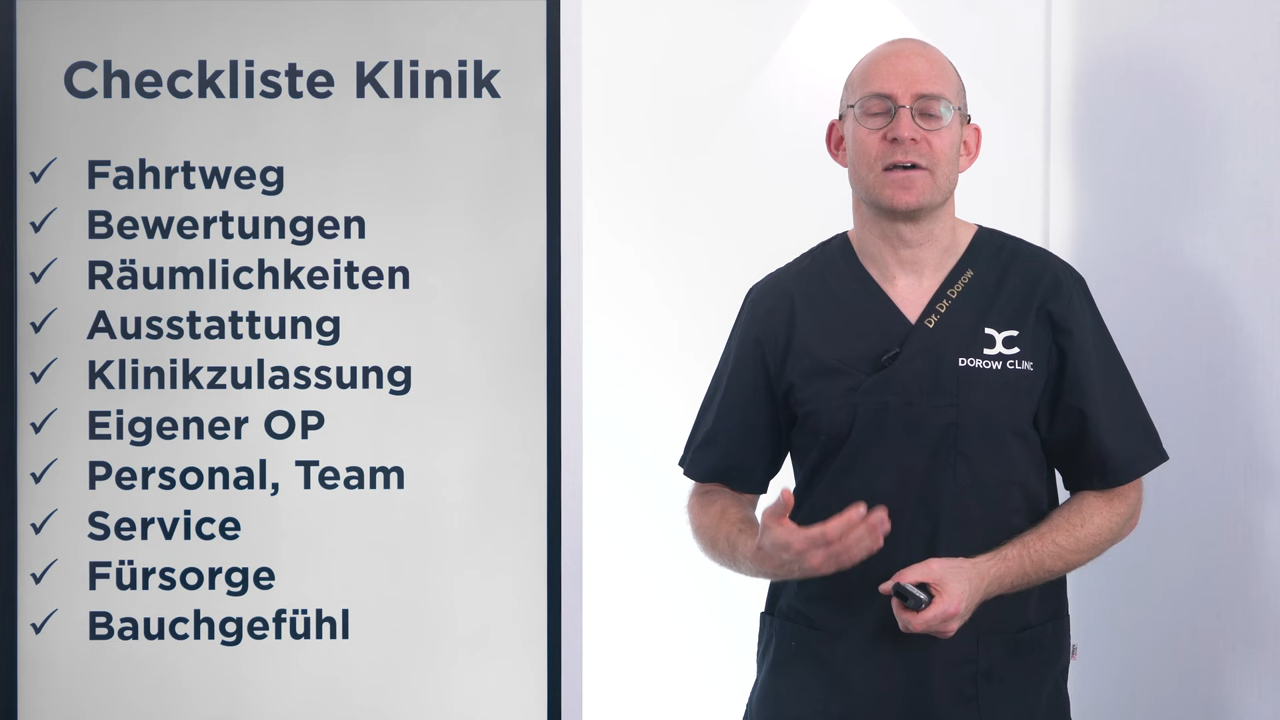 Checkliste Klinik
✓ Fahrtweg
✓ Bewertungen
✓ Räumlichkeiten
✓ Ausstattung
✓ Klinikzulassung
✓ Eigener OP
✓ Personal, Team
✓ Service
✓ Fürsorge
✓ Bauchgefühl
Dr. Dr. Dorow
DOROW CLINIC